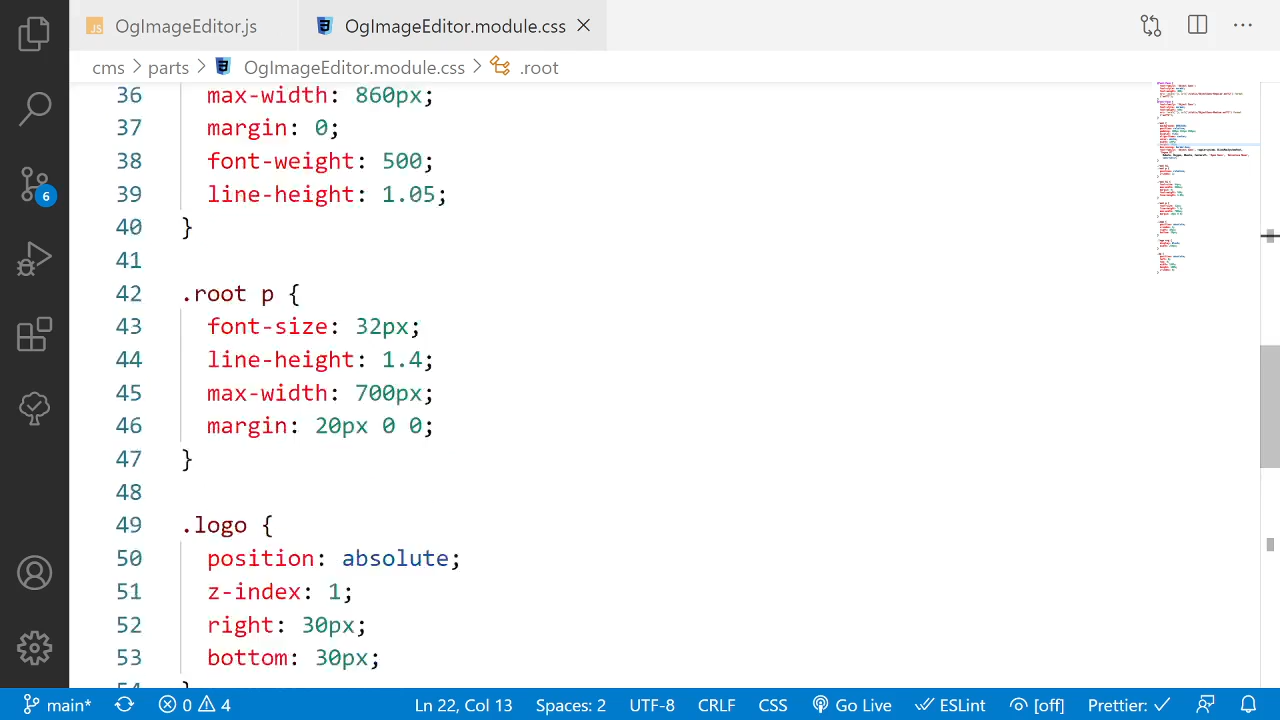 OgImageEditor.js
OgImageEditor.module.css
cms > parts > OgImageEditor.module.css > .root
36 max-width: 860px;
37 margin: 0;
38 font-weight: 500;
39 line-height: 1.05;
40 }
41
42 .root p {
43 font-size: 32px;
44 line-height: 1.4;
45 max-width: 700px;
46 margin: 20px 0 0;
47 }
48
49 .logo {
50 position: absolute;
51 z-index: 1;
52 right: 30px;
53 bottom: 30px;
54 }
6
main* 0 4 Ln 22, Col 13 Spaces: 2 UTF-8 CRLF CSS Go Live ESLint [off] Prettier: ✓